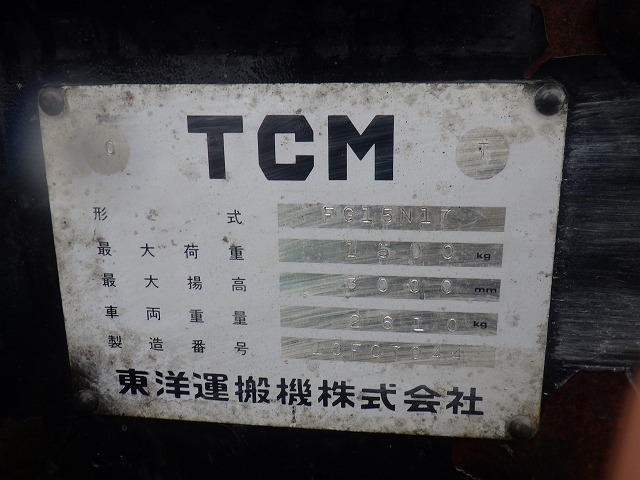 Q TCM T
形式 FG15N17
最大荷重 1500 kg
最大揚高 3000 mm
車両重量 2610 kg
製造番号
東洋運搬機株式会社